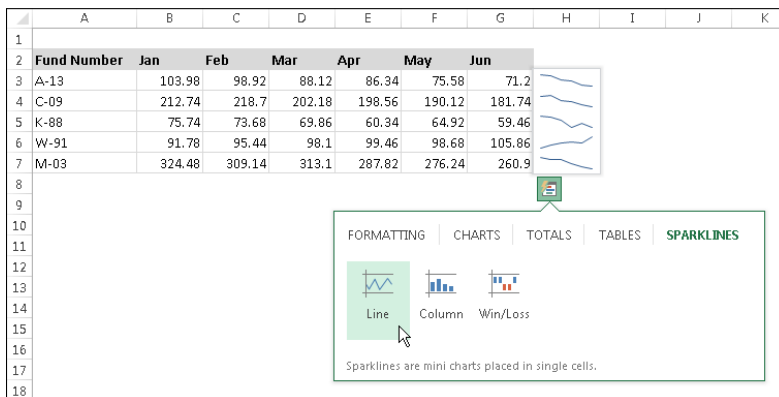 A B C D E F G H I J K
1
2 Fund Number Jan Feb Mar Apr May Jun
3 A-13 103.98 98.92 88.12 86.34 75.58 71.2
4 C-09 212.74 218.7 202.18 198.56 190.12 181.74
5 K-88 75.74 73.68 69.86 60.34 64.92 59.46
6 W-91 91.78 95.44 98.1 99.46 98.68 105.86
7 M-03 324.48 309.14 313.1 287.82 276.24 260.9
8
9
10
FORMATTING CHARTS TOTALS TABLES SPARKLINES
11
12
13
14
Line Column Win/Loss
15
16
17
Sparklines are mini charts placed in single cells.
18